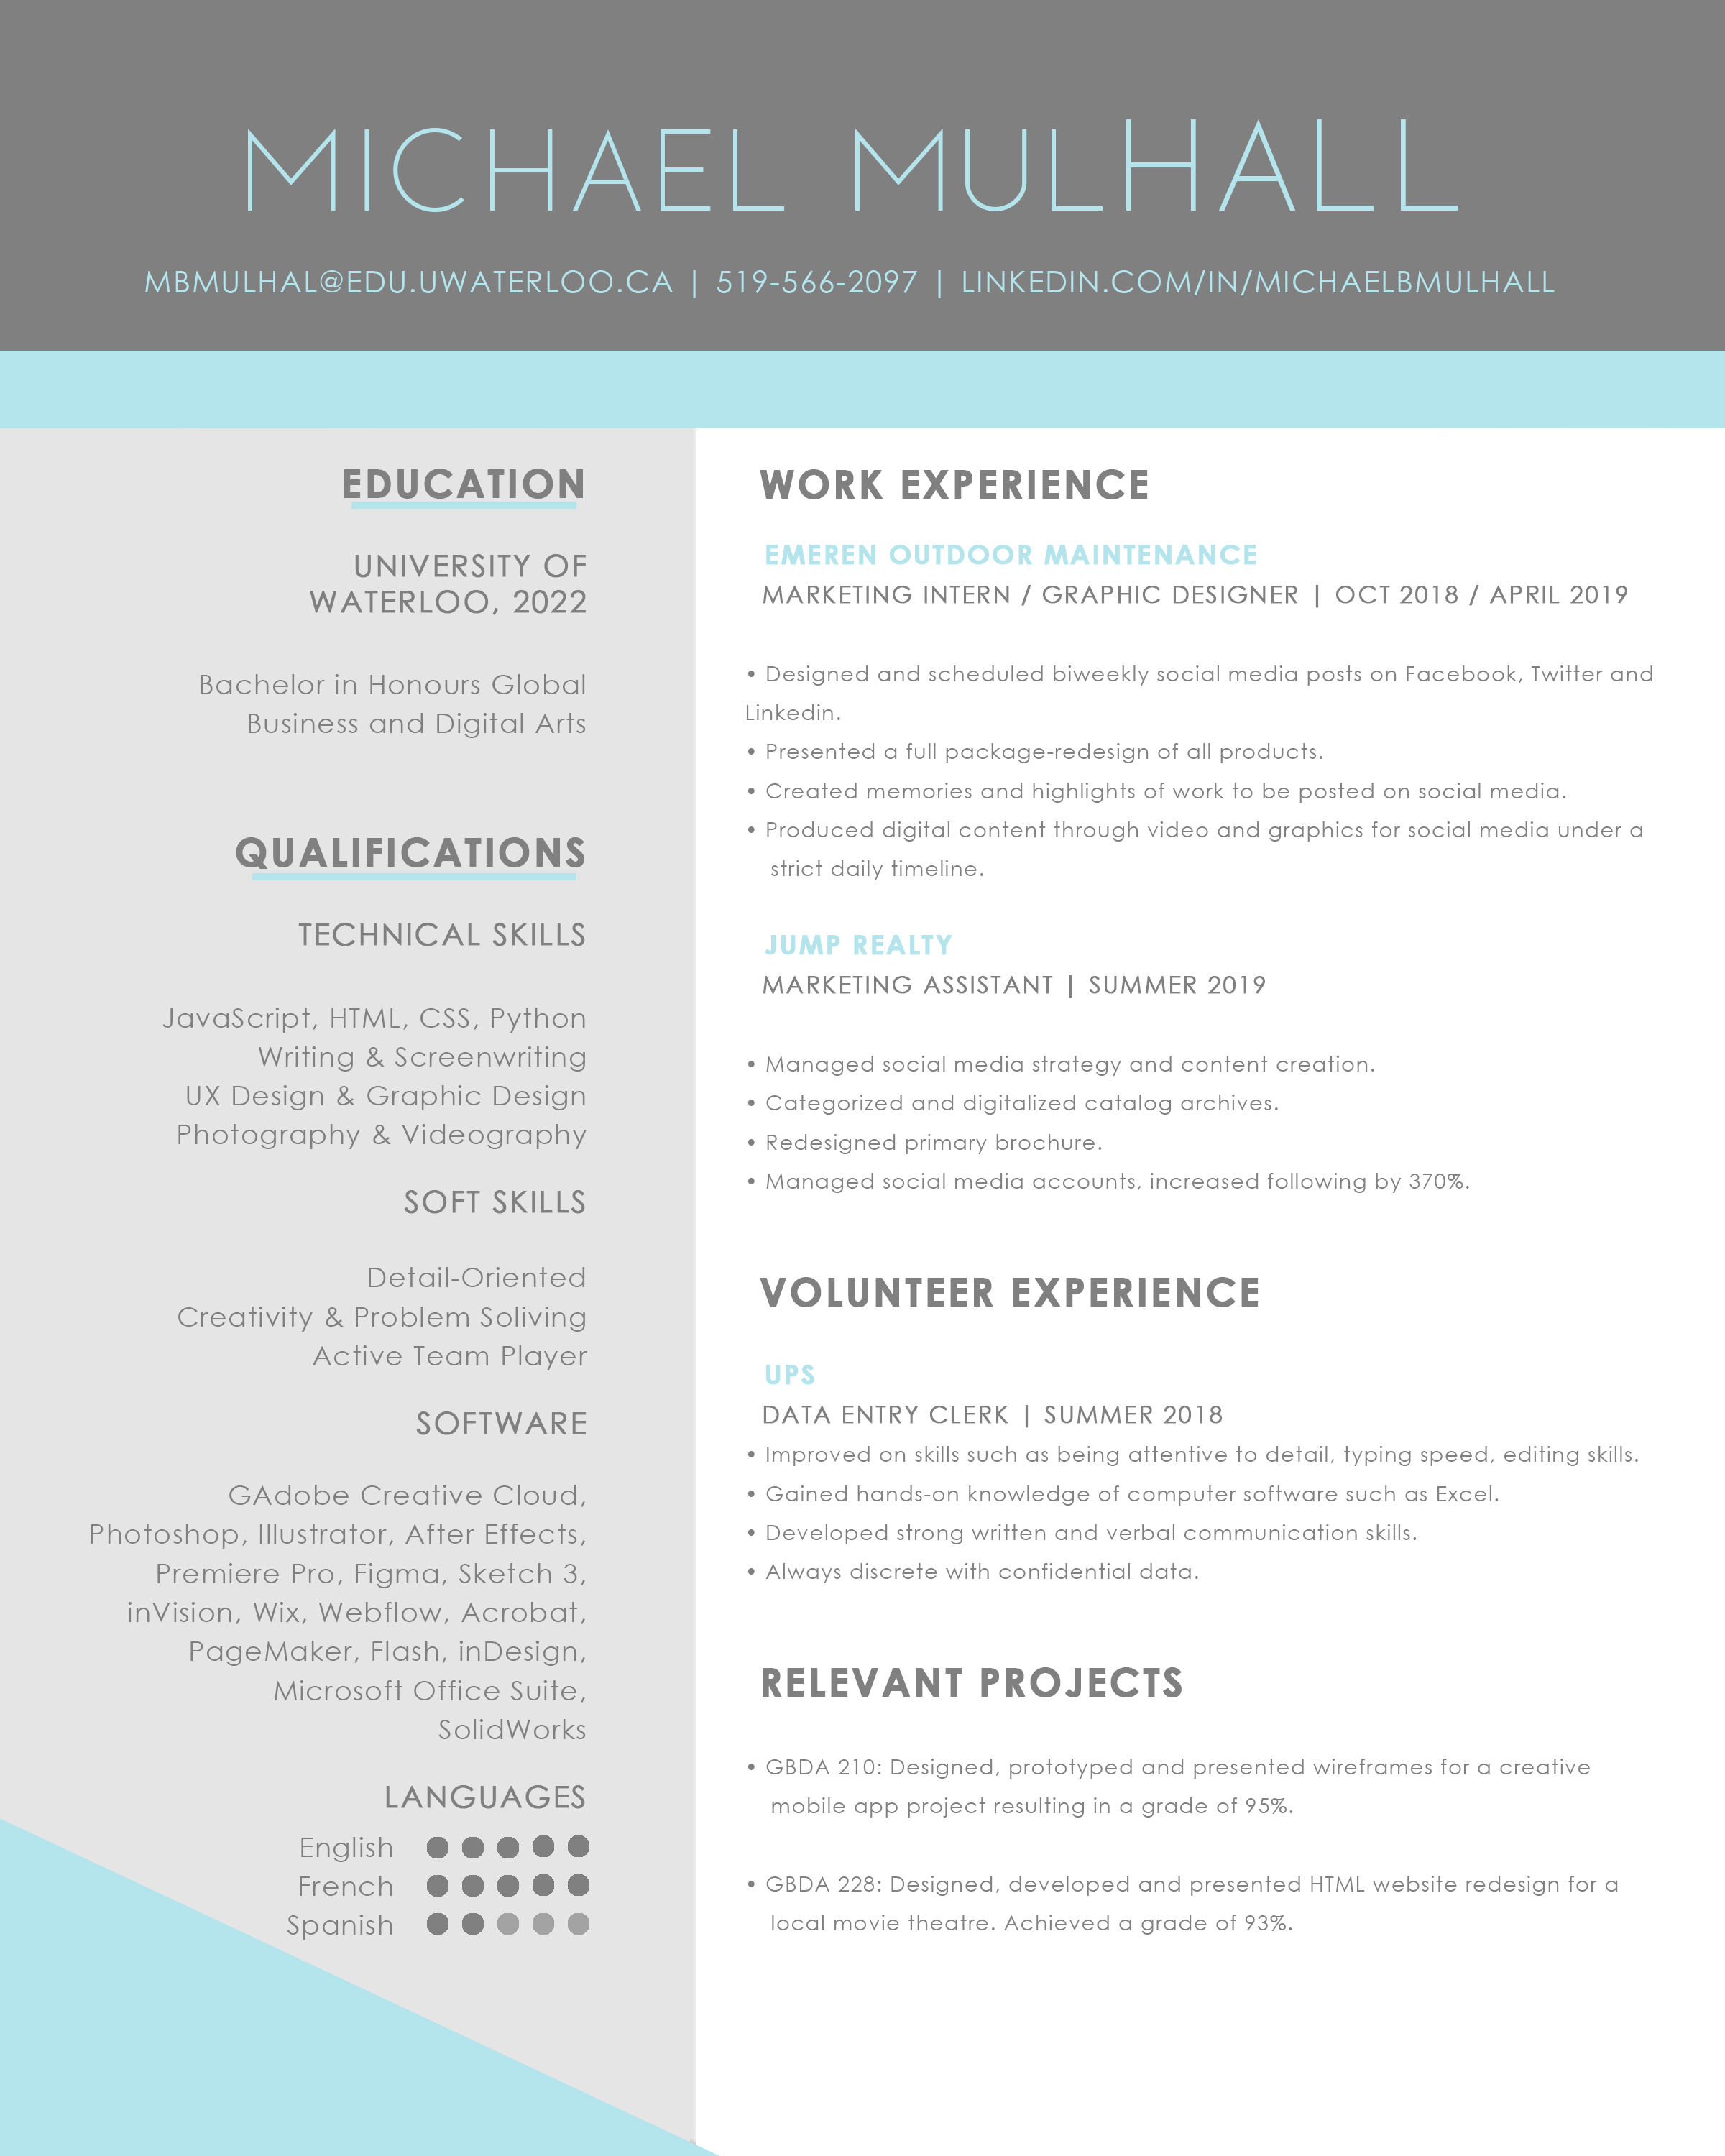 MICHAEL MULHALL
MBMULHAL@EDU.UWATERLOO.CA | 519-566-2097 | LINKEDIN.COM/IN/MICHAELBMULHALL
EDUCATION
UNIVERSITY OF
WATERLOO, 2022
Bachelor in Honours Global
Business and Digital Arts
QUALIFICATIONS
TECHNICAL SKILLS
JavaScript, HTML, CSS, Python
Writing & Screenwriting
UX Design & Graphic Design
Photography & Videography
SOFT SKILLS
Detail-Oriented
Creativity & Problem Soliving
Active Team Player
SOFTWARE
GAdobe Creative Cloud,
Photoshop, Illustrator, After Effects,
Premiere Pro, Figma, Sketch 3,
inVision, Wix, Webflow, Acrobat,
PageMaker, Flash, inDesign,
Microsoft Office Suite,
SolidWorks
LANGUAGES
English
French
Spanish
WORK EXPERIENCE
EMEREN OUTDOOR MAINTENANCE
MARKETING INTERN / GRAPHIC DESIGNER | OCT 2018 / APRIL 2019
• Designed and scheduled biweekly social media posts on Facebook, Twitter and
Linkedin.
• Presented a full package-redesign of all products.
• Created memories and highlights of work to be posted on social media.
• Produced digital content through video and graphics for social media under a
strict daily timeline.
JUMP REALTY
MARKETING ASSISTANT | SUMMER 2019
• Managed social media strategy and content creation.
• Categorized and digitalized catalog archives.
• Redesigned primary brochure.
• Managed social media accounts, increased following by 370%.
VOLUNTEER EXPERIENCE
UPS
DATA ENTRY CLERK | SUMMER 2018
• Improved on skills such as being attentive to detail, typing speed, editing skills.
• Gained hands-on knowledge of computer software such as Excel.
• Developed strong written and verbal communication skills.
• Always discrete with confidential data.
RELEVANT PROJECTS
• GBDA 210: Designed, prototyped and presented wireframes for a creative
mobile app project resulting in a grade of 95%.
• GBDA 228: Designed, developed and presented HTML website redesign for a
local movie theatre. Achieved a grade of 93%.